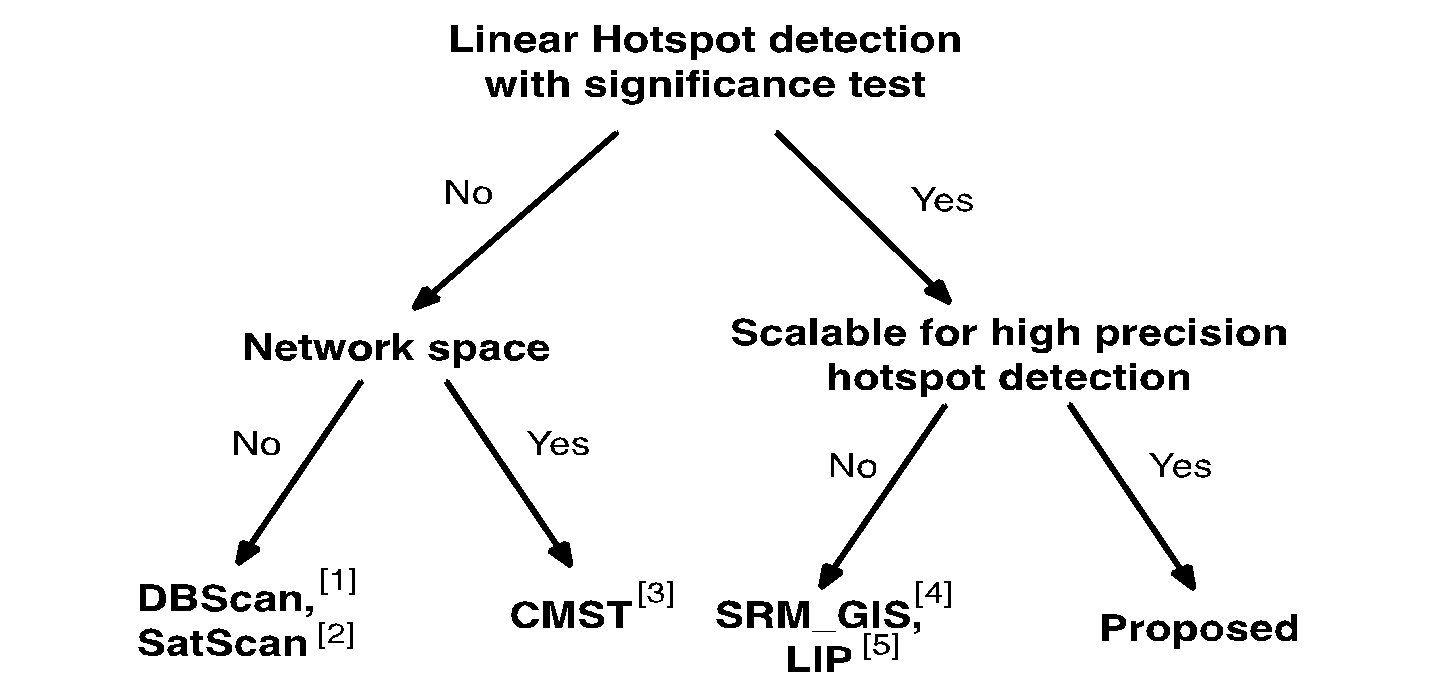 Linear Hotspot detection
with significance test
No
Yes
Network space
Scalable for high precision
hotspot detection
No
Yes
No
Yes
DBScan,[1]
SatScan[2]
CMST[3]
SRM_GIS,[4]
LIP[5]
Proposed